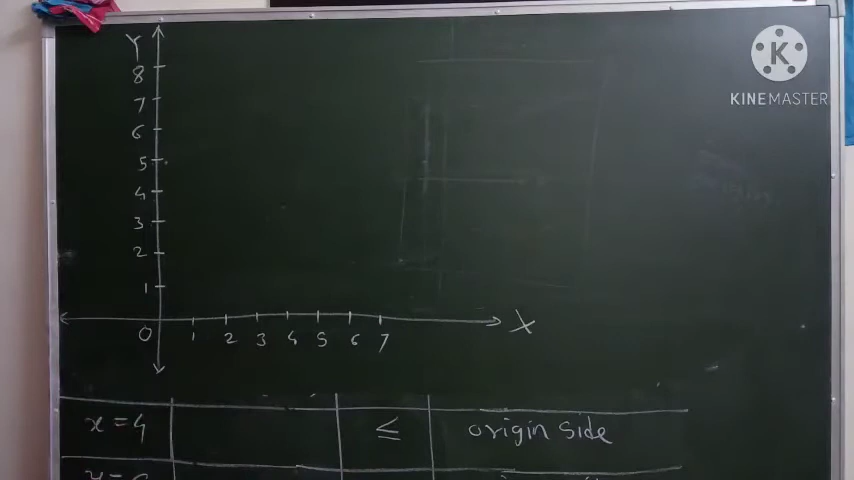 Y
8
7
6
5
4
3
2
1
0 1 2 3 4 5 6 7 X
x = 4 ≤ origin side
K
KINEMASTER